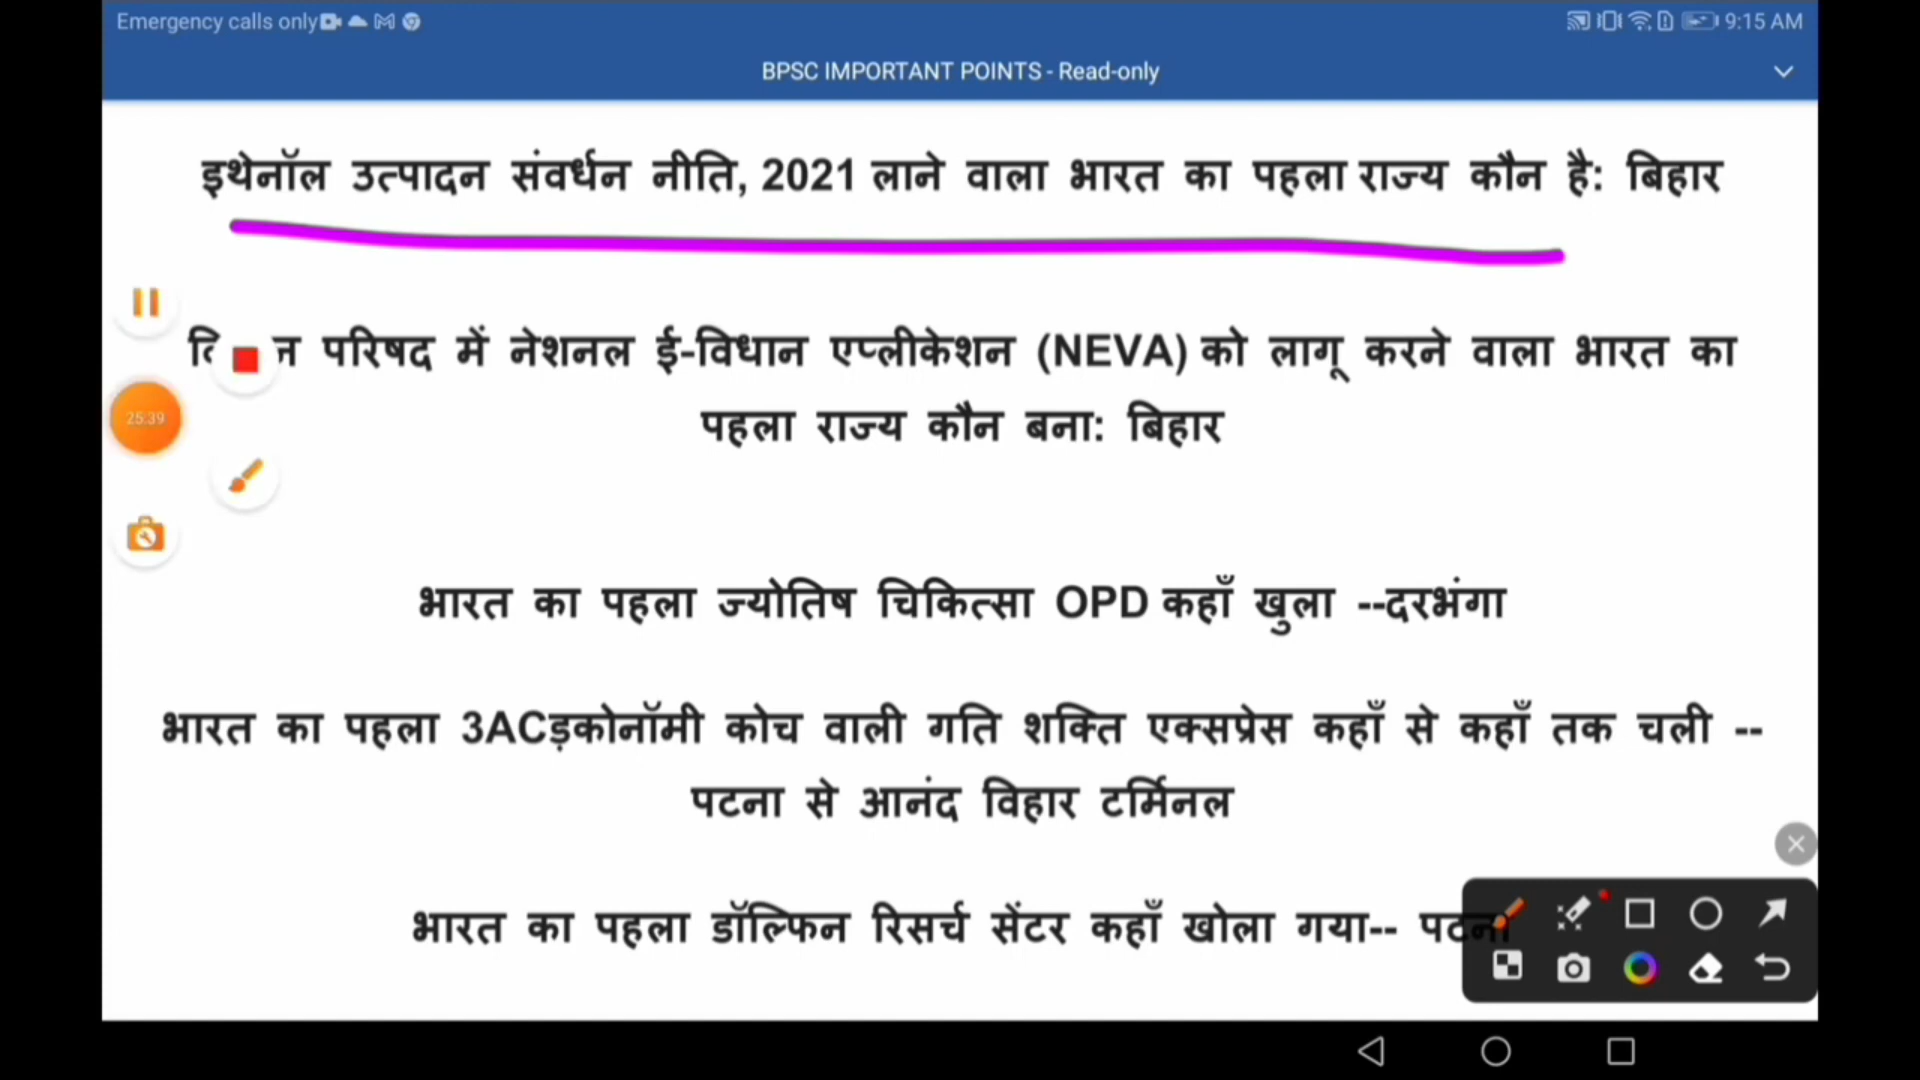 Emergency calls only
9:15 AM
BPSC IMPORTANT POINTS - Read-only
इथेनॉल उत्पादन संवर्धन नीति, 2021 लाने वाला भारत का पहला राज्य कौन है: बिहार
परिषद में नेशनल ई-विधान एप्लीकेशन (NEVA) को लागू करने वाला भारत का
पहला राज्य कौन बना: बिहार
25:39
भारत का पहला ज्योतिष चिकित्सा OPD कहाँ खुला --दरभंगा
भारत का पहला 3ACड़कोनॉमी कोच वाली गति शक्ति एक्सप्रेस कहाँ से कहाँ तक चली --
पटना से आनंद विहार टर्मिनल
भारत का पहला डॉल्फिन रिसर्च सेंटर कहाँ खोला गया-- पटना